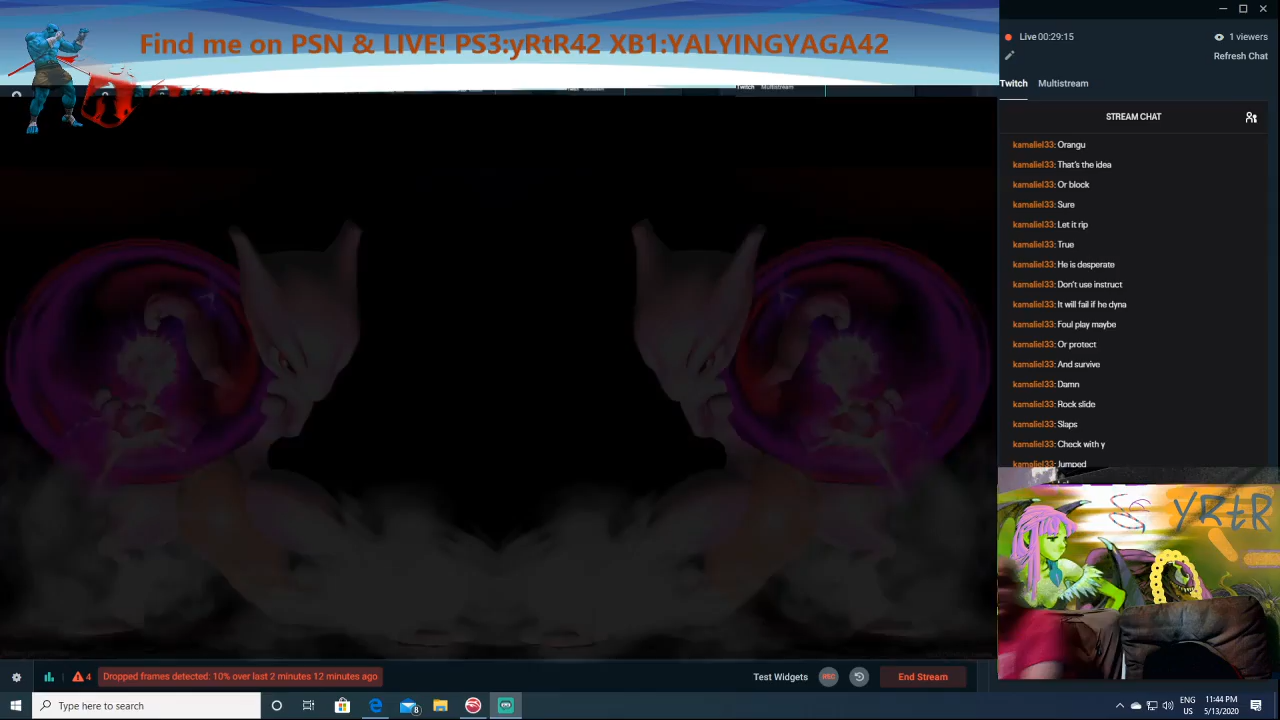 Find me on PSN & LIVE! PS3:yRtR42 XB1:YALYINGYAGA42
Live 00:29:15
1 viewers
Refresh Chat
Twitch Multistream
Twitch Multistream
STREAM CHAT
kamaliel33: Orangu
kamaliel33: That's the idea
kamaliel33: Or block
kamaliel33: Sure
kamaliel33: Let it rip
kamaliel33: True
kamaliel33: He is desperate
kamaliel33: Don't use instruct
kamaliel33: It will fail if he dyna
kamaliel33: Foul play maybe
kamaliel33: Or protect
kamaliel33: And survive
kamaliel33: Damn
kamaliel33: Rock slide
kamaliel33: Slaps
kamaliel33: Check with y
kamaliel33: Jumped
yRtR
4
Dropped frames detected: 10% over last 2 minutes 12 minutes ago
Test Widgets
REC
End Stream
Type here to search
8
ENG
US
11:44 PM
5/13/2020